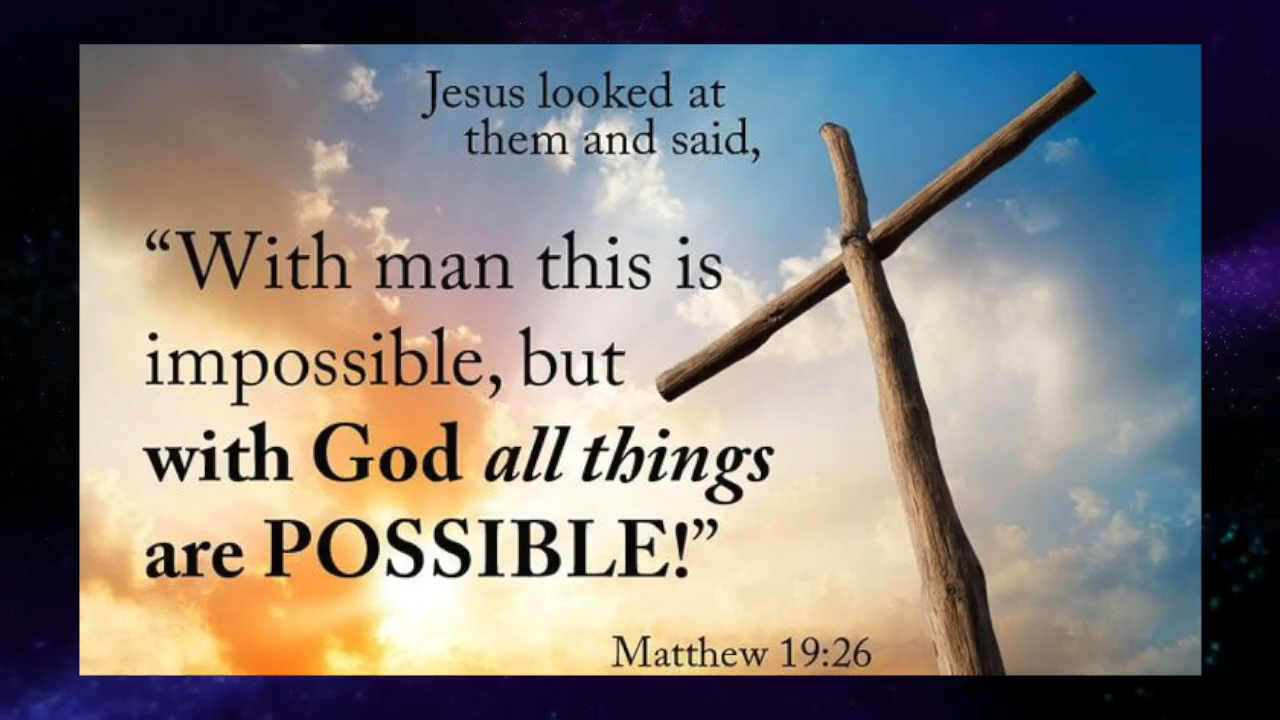 Jesus looked at
them and said,
“With man this is
impossible, but
with God all things
are POSSIBLE!”
Matthew 19:26